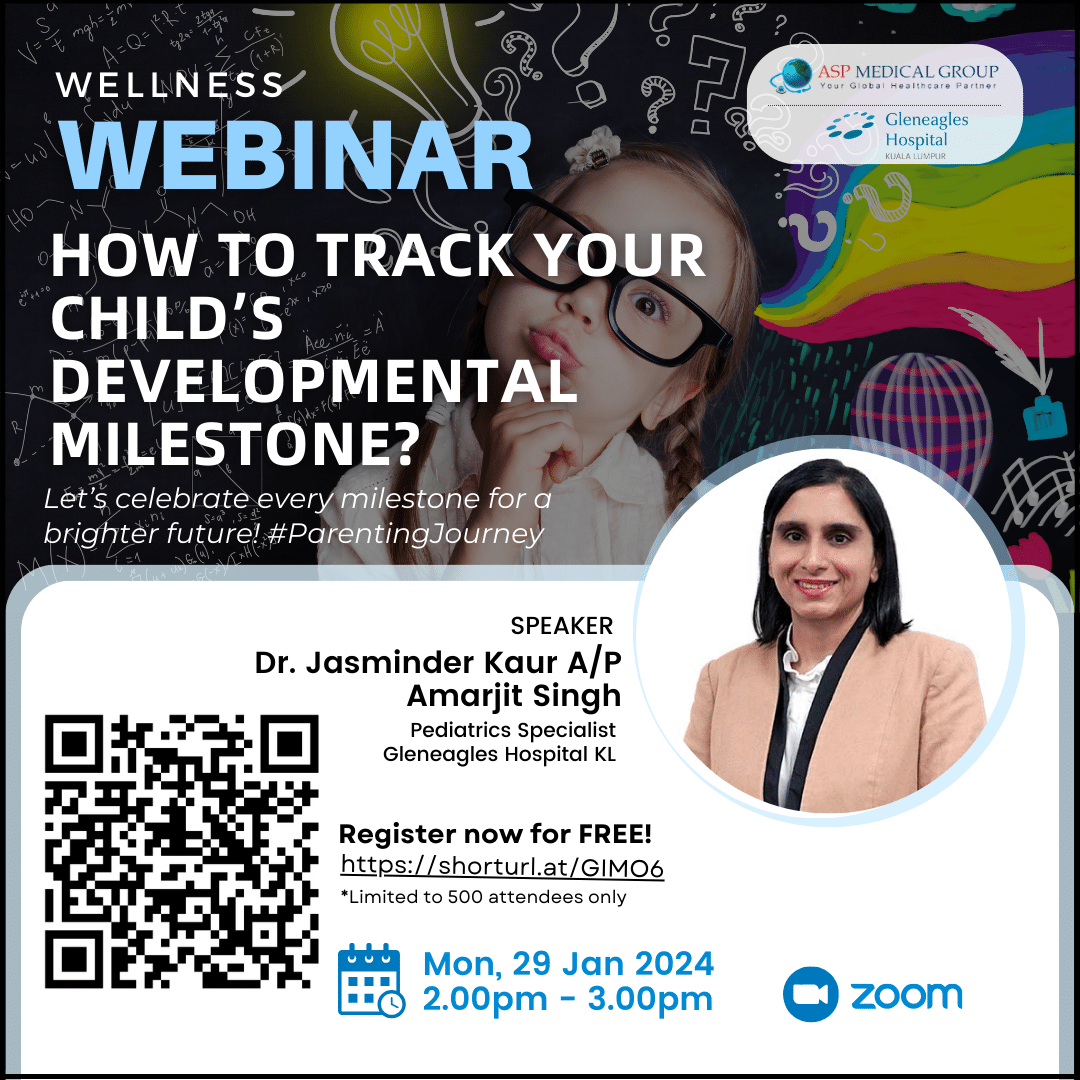 WELLNESS
WEBINAR
ASP MEDICAL GROUP
Your Global Healthcare Partner
Gleneagles
Hospital
KUALA LUMPUR
HOW TO TRACK YOUR
CHILD'S
DEVELOPMENTAL
MILESTONE?
Let's celebrate every milestone for a
brighter future! #ParentingJourney
SPEAKER
Dr. Jasminder Kaur A/P
Amarjit Singh
Pediatrics Specialist
Gleneagles Hospital KL
Register now for FREE!
https://shorturl.at/GIMO6
*Limited to 500 attendees only
Mon, 29 Jan 2024
2.00pm - 3.00pm
zoom